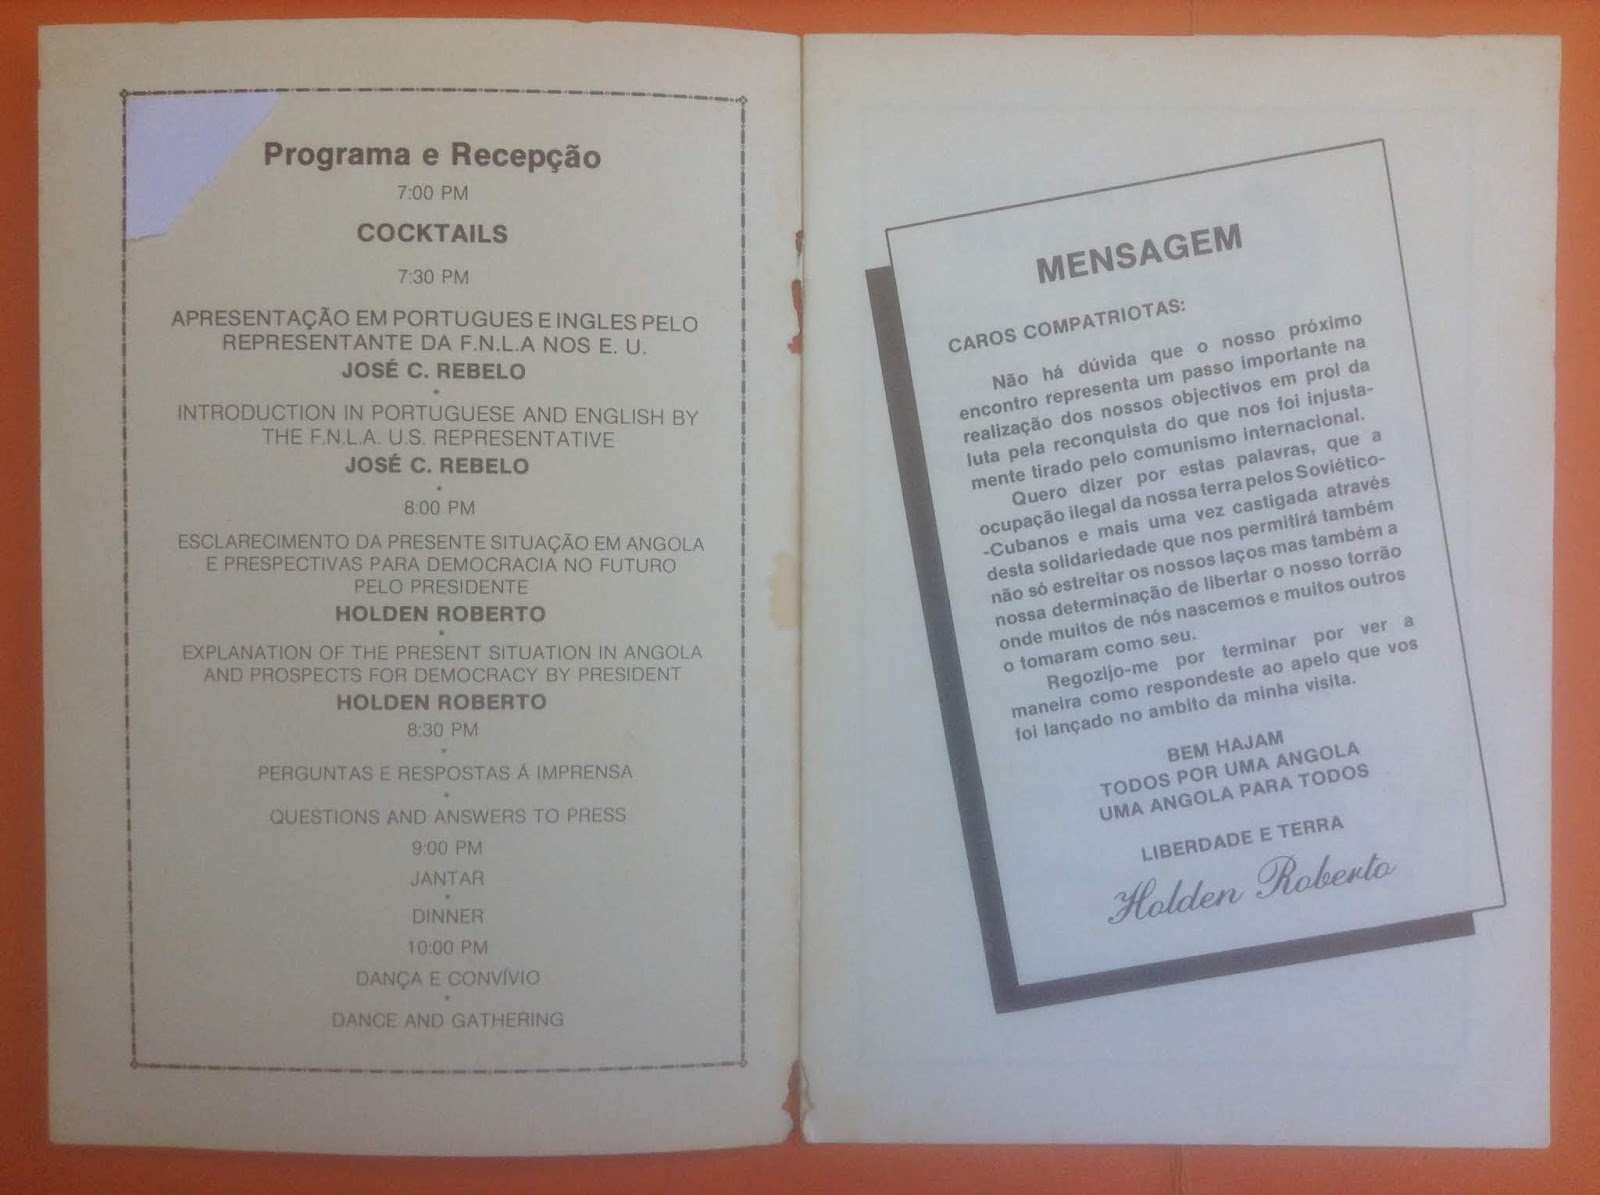 Programa e Recepção
7:00 PM
COCKTAILS
7:30 PM
APRESENTAÇÃO EM PORTUGUES E INGLES PELO
REPRESENTANTE DA F.N.L.A NOS E. U.
JOSÉ C. REBELO
*
INTRODUCTION IN PORTUGUESE AND ENGLISH BY
THE F.N.L.A. U.S. REPRESENTATIVE
JOSÉ C. REBELO
*
8:00 PM
ESCLARECIMENTO DA PRESENTE SITUAÇÃO EM ANGOLA
E PRESPECTIVAS PARA DEMOCRACIA NO FUTURO
PELO PRESIDENTE
HOLDEN ROBERTO
*
EXPLANATION OF THE PRESENT SITUATION IN ANGOLA
AND PROSPECTS FOR DEMOCRACY BY PRESIDENT
HOLDEN ROBERTO
8:30 PM
*
PERGUNTAS E RESPOSTAS Á IMPRENSA
*
QUESTIONS AND ANSWERS TO PRESS
9:00 PM
JANTAR
*
DINNER
10:00 PM
DANÇA E CONVÍVIO
*
DANCE AND GATHERING
MENSAGEM
CAROS COMPATRIOTAS:
Não há dúvida que o nosso próximo
encontro representa um passo importante na
realização dos nossos objectivos em prol da
luta pela reconquista do que nos foi injusta-
mente tirado pelo comunismo internacional.
Quero dizer por estas palavras, que a
ocupação ilegal da nossa terra pelos Soviético-
-Cubanos e mais uma vez castigada através
desta solidariedade que nos permitirá também
não só estreitar os nossos laços mas também a
nossa determinação de libertar o nosso torrão
onde muitos de nós nascemos e muitos outros
o tomaram como seu.
Regozijo-me por terminar por ver a
maneira como respondeste ao apelo que vos
foi lançado no ambito da minha visita.
BEM HAJAM
TODOS POR UMA ANGOLA
UMA ANGOLA PARA TODOS
LIBERDADE E TERRA
Holden Roberto